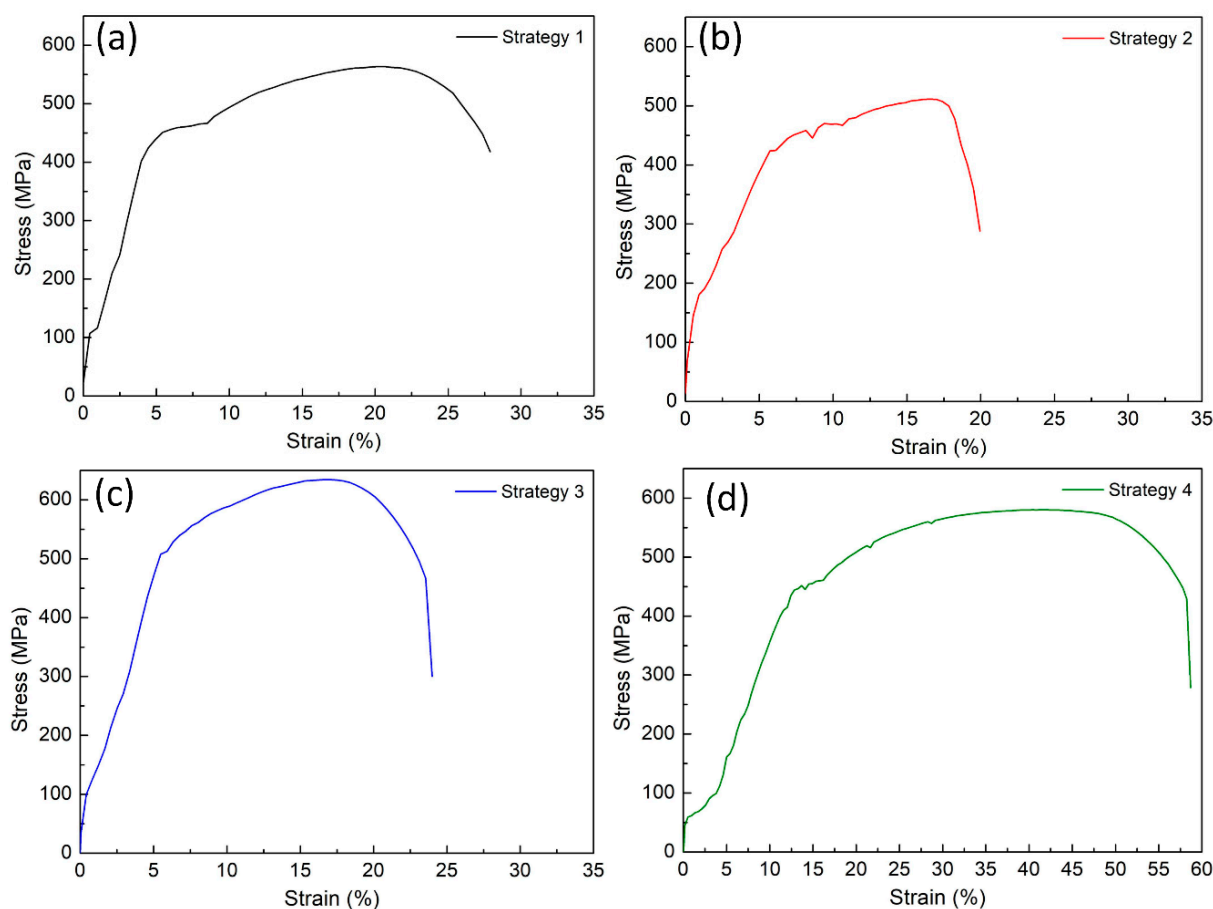 (a)
Strategy 1
600
500
400
300
200
100
0
Stress (MPa)
0 5 10 15 20 25 30 35
Strain (%)
(b)
Strategy 2
600
500
400
300
200
100
0
Stress (MPa)
0 5 10 15 20 25 30 35
Strain (%)
(c)
Strategy 3
600
500
400
300
200
100
0
Stress (MPa)
0 5 10 15 20 25 30 35
Strain (%)
(d)
Strategy 4
600
500
400
300
200
100
0
Stress (MPa)
0 5 10 15 20 25 30 35 40 45 50 55 60
Strain (%)